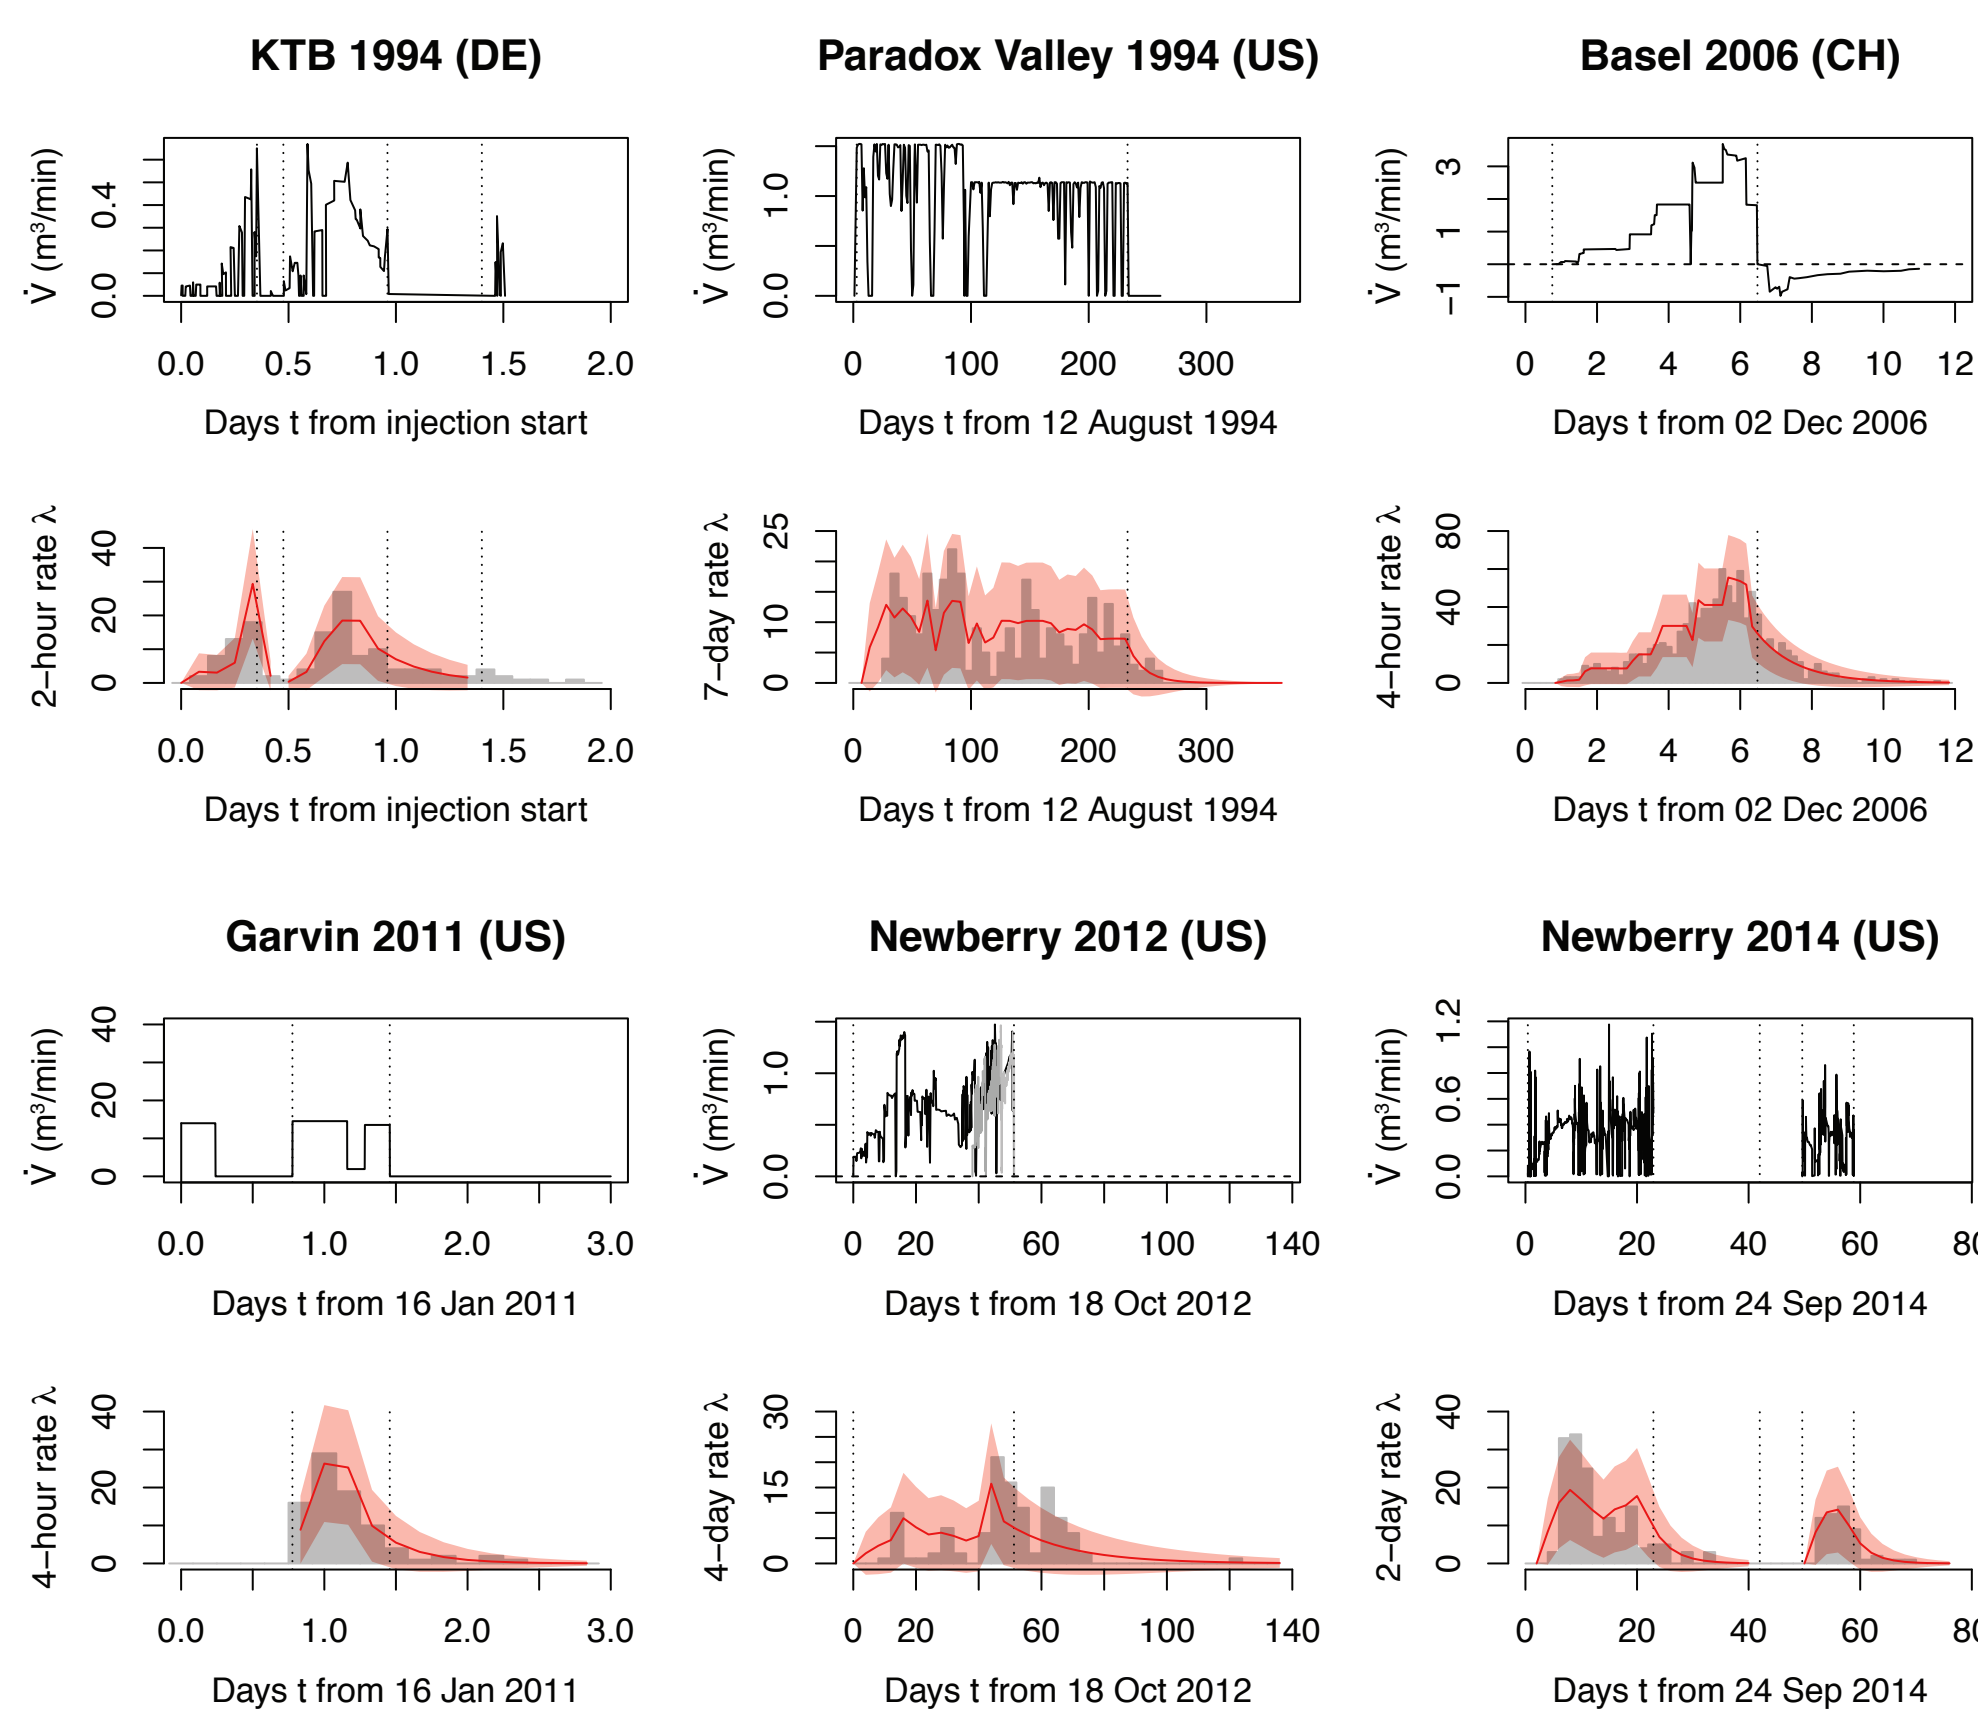 KTB 1994 (DE)
V̇ (m³/min)
0.0 0.4
0.0 0.5 1.0 1.5 2.0
Days t from injection start
2−hour rate λ
0 20 40
0.0 0.5 1.0 1.5 2.0
Days t from injection start
Paradox Valley 1994 (US)
V̇ (m³/min)
0.0 1.0
0 100 200 300
Days t from 12 August 1994
7−day rate λ
0 10 25
0 100 200 300
Days t from 12 August 1994
Basel 2006 (CH)
V̇ (m³/min)
−1 1 3
0 2 4 6 8 10 12
Days t from 02 Dec 2006
4−hour rate λ
0 40 80
0 2 4 6 8 10 12
Days t from 02 Dec 2006
Garvin 2011 (US)
V̇ (m³/min)
0 20 40
0.0 1.0 2.0 3.0
Days t from 16 Jan 2011
4−hour rate λ
0 20 40
0.0 1.0 2.0 3.0
Days t from 16 Jan 2011
Newberry 2012 (US)
V̇ (m³/min)
0.0 1.0
0 20 60 100 140
Days t from 18 Oct 2012
4−day rate λ
0 15 30
0 20 60 100 140
Days t from 18 Oct 2012
Newberry 2014 (US)
V̇ (m³/min)
0.0 0.6 1.2
0 20 40 60
Days t from 24 Sep 2014
2−day rate λ
0 20 40
0 20 40 60
Days t from 24 Sep 2014